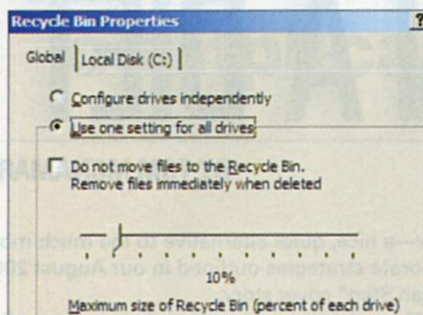 Recycle Bin Properties ?
Global Local Disk (C:)
Configure drives independently
Use one setting for all drives
Do not move files to the Recycle Bin.
Remove files immediately when deleted
10%
Maximum size of Recycle Bin (percent of each drive)